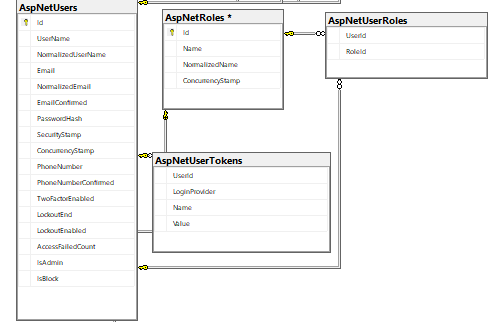 AspNetUsers
Id
UserName
NormalizedUserName
Email
NormalizedEmail
EmailConfirmed
PasswordHash
SecurityStamp
ConcurrencyStamp
PhoneNumber
PhoneNumberConfirmed
TwoFactorEnabled
LockoutEnd
LockoutEnabled
AccessFailedCount
IsAdmin
IsBlock
AspNetRoles *
Id
Name
NormalizedName
ConcurrencyStamp
AspNetUserRoles
UserId
RoleId
AspNetUserTokens
UserId
LoginProvider
Name
Value